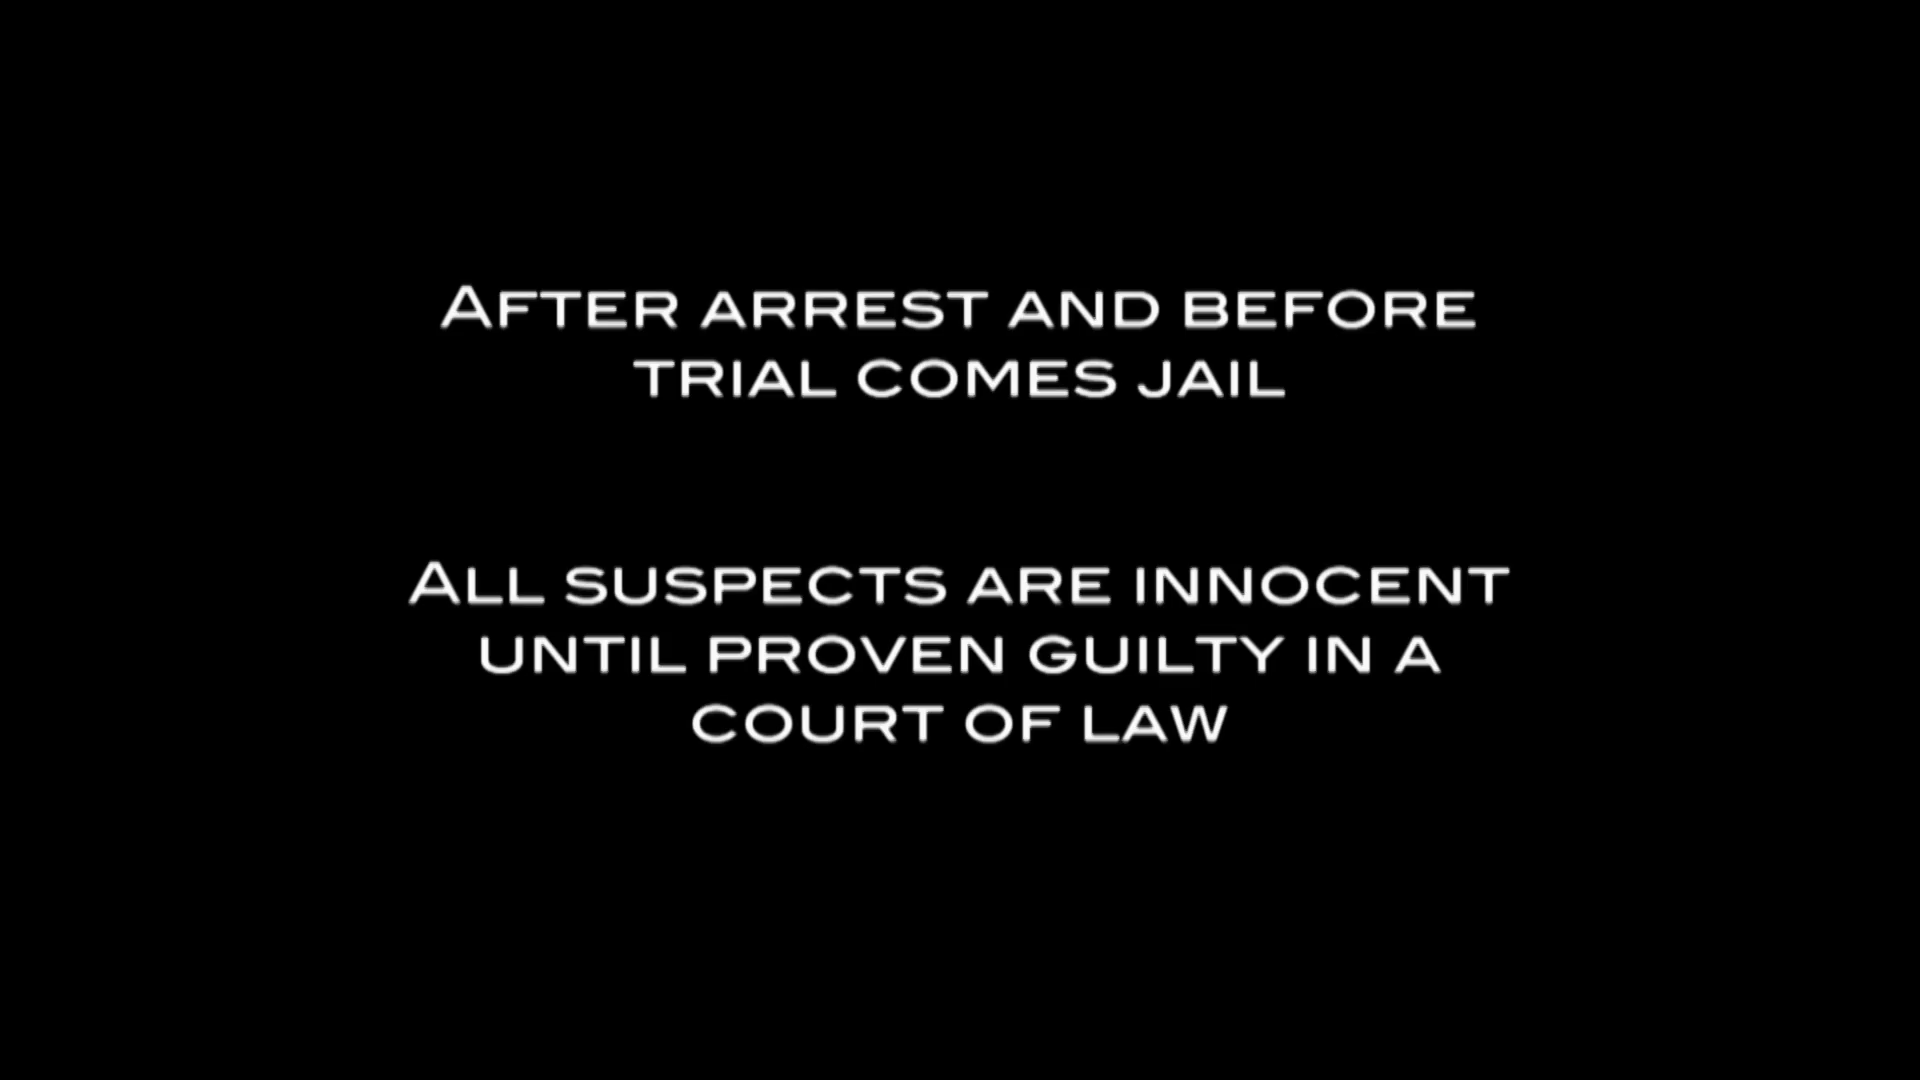 AFTER ARREST AND BEFORE
TRIAL COMES JAIL
ALL SUSPECTS ARE INNOCENT
UNTIL PROVEN GUILTY IN A
COURT OF LAW